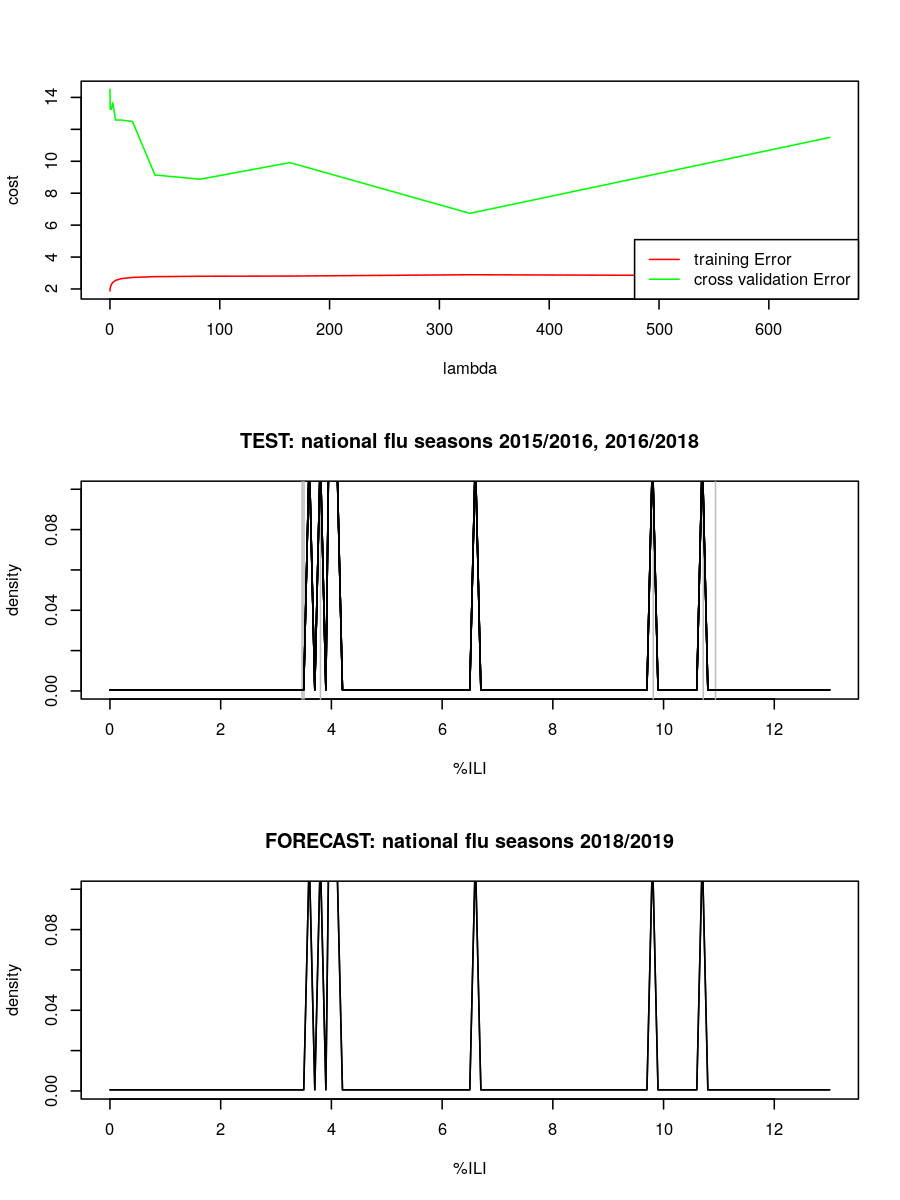 14
10
8
6
4
2
cost
training Error
cross validation Error
0 100 200 300 400 500 600
lambda
TEST: national flu seasons 2015/2016, 2016/2018
0.08
0.04
0.00
density
0 2 4 6 8 10 12
%ILI
FORECAST: national flu seasons 2018/2019
0.08
0.04
0.00
density
0 2 4 6 8 10 12
%ILI